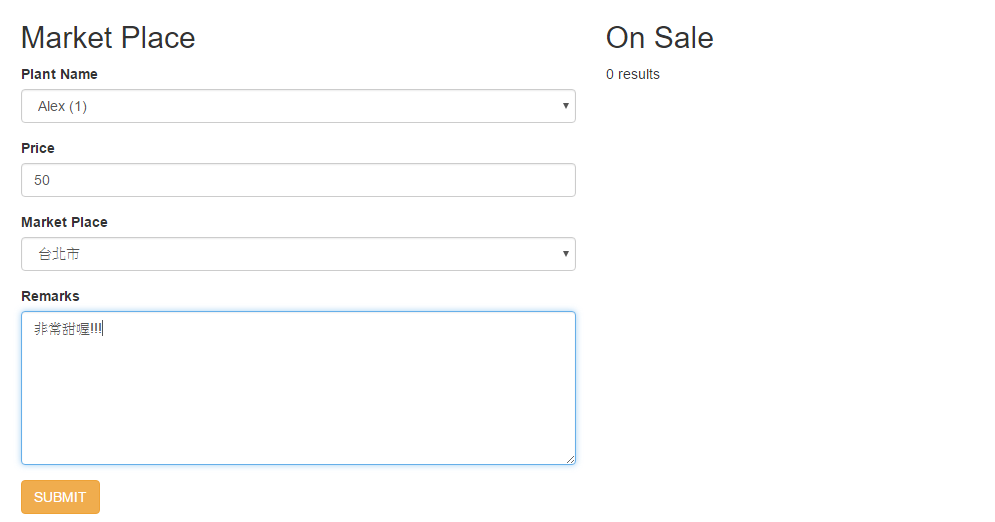 Market Place
Plant Name
Alex (1)
Price
50
Market Place
台北市
Remarks
非常甜喔!!!
SUBMIT
On Sale
0 results